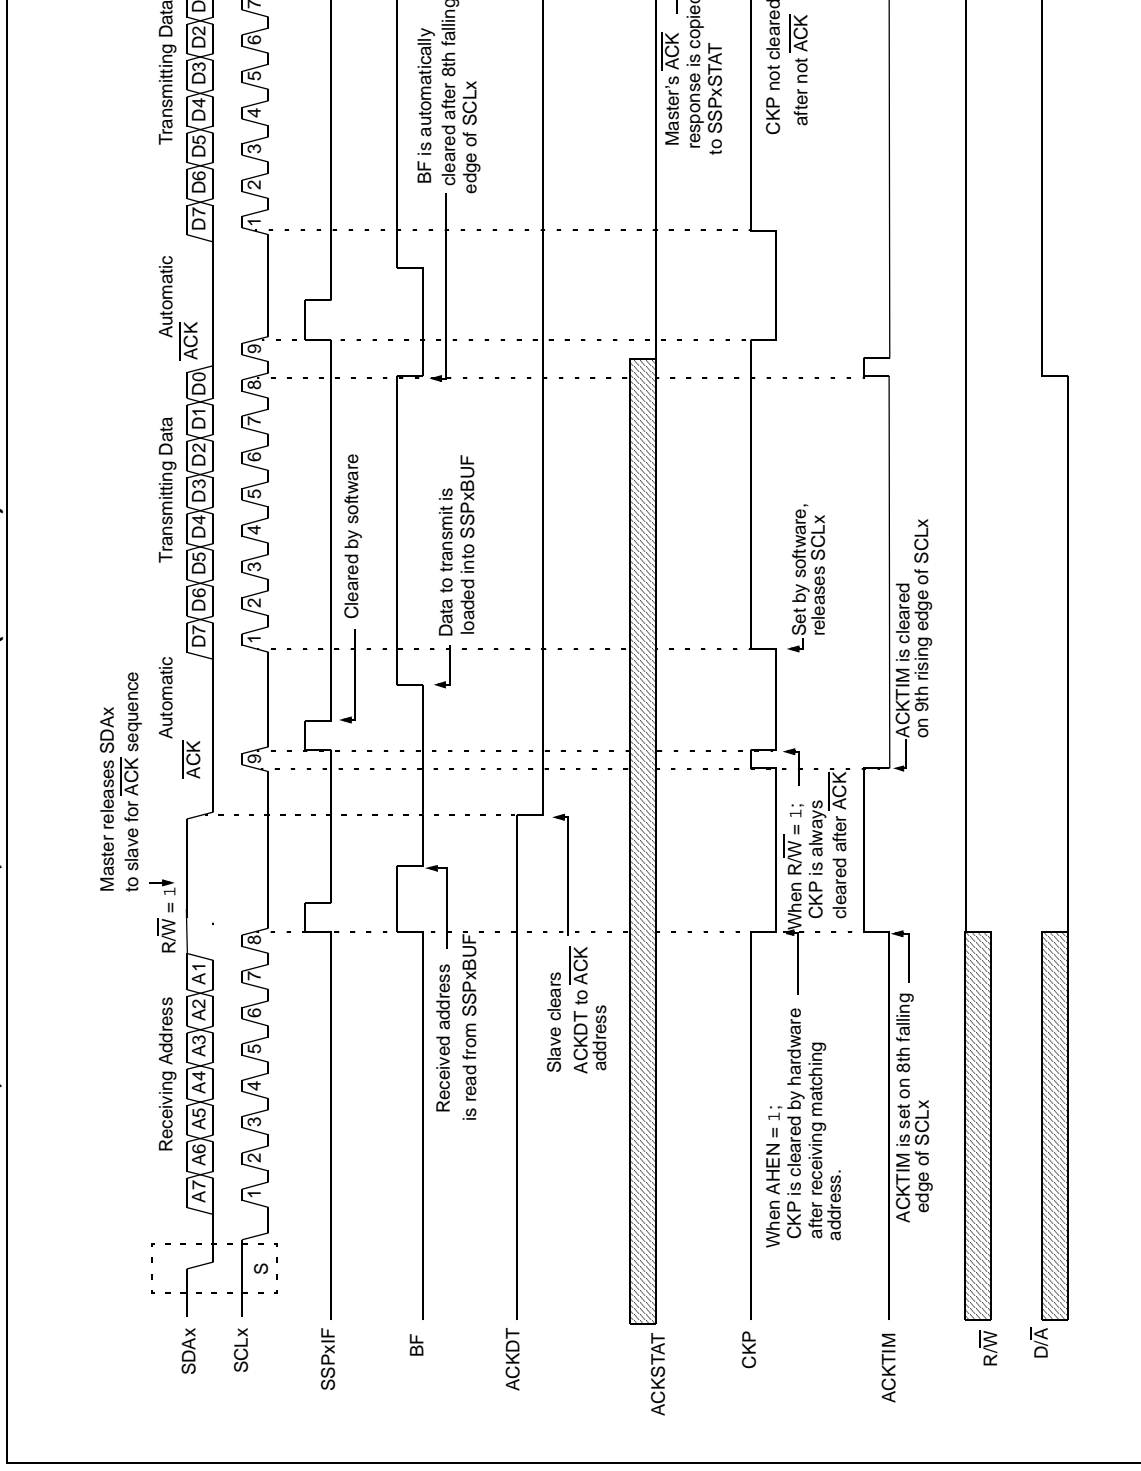 Master releases SDAx
to slave for ACK sequence
Receiving Address
R/W = 1
Automatic
ACK
Transmitting Data
Automatic
ACK
Transmitting Data
SDAx
A7 A6 A5 A4 A3 A2 A1
D7 D6 D5 D4 D3 D2 D1 D0
D7 D6 D5 D4 D3 D2
SCLx
S
1 2 3 4 5 6 7 8 9
1 2 3 4 5 6 7 8 9
1 2 3 4 5 6 7
SSPxIF
Cleared by software
BF
Received address
is read from SSPxBUF
Data to transmit is
loaded into SSPxBUF
BF is automatically
cleared after 8th falling
edge of SCLx
ACKDT
Slave clears
ACKDT to ACK
address
ACKSTAT
Master's ACK
response is copied
to SSPxSTAT
CKP
When AHEN = 1;
CKP is cleared by hardware
after receiving matching
address.
When R/W = 1;
CKP is always
cleared after ACK
Set by software,
releases SCLx
CKP not cleared
after not ACK
ACKTIM
ACKTIM is set on 8th falling
edge of SCLx
ACKTIM is cleared
on 9th rising edge of SCLx
R/W
D/A